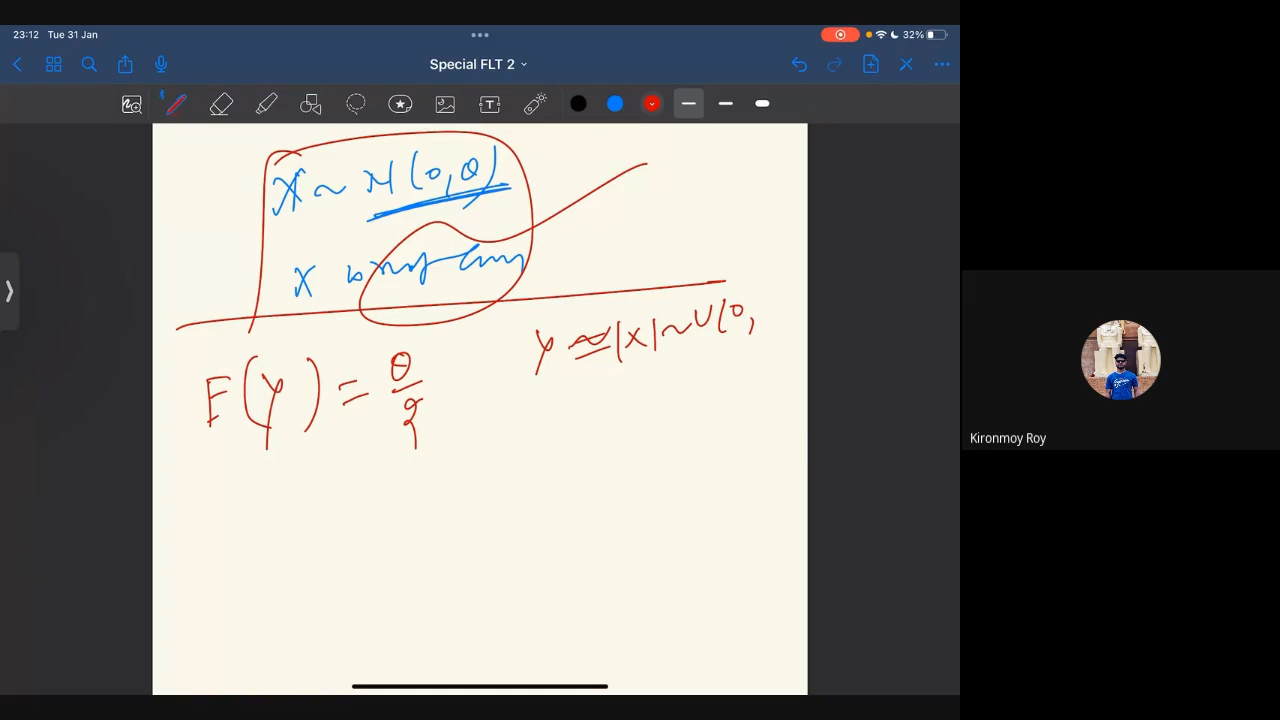 23:12 Tue 31 Jan
32%
Special FLT 2
X ~ N(0, θ)
X
Y ≈ |X| ~ U(0,
E(Y) = θ/2
Kironmoy Roy